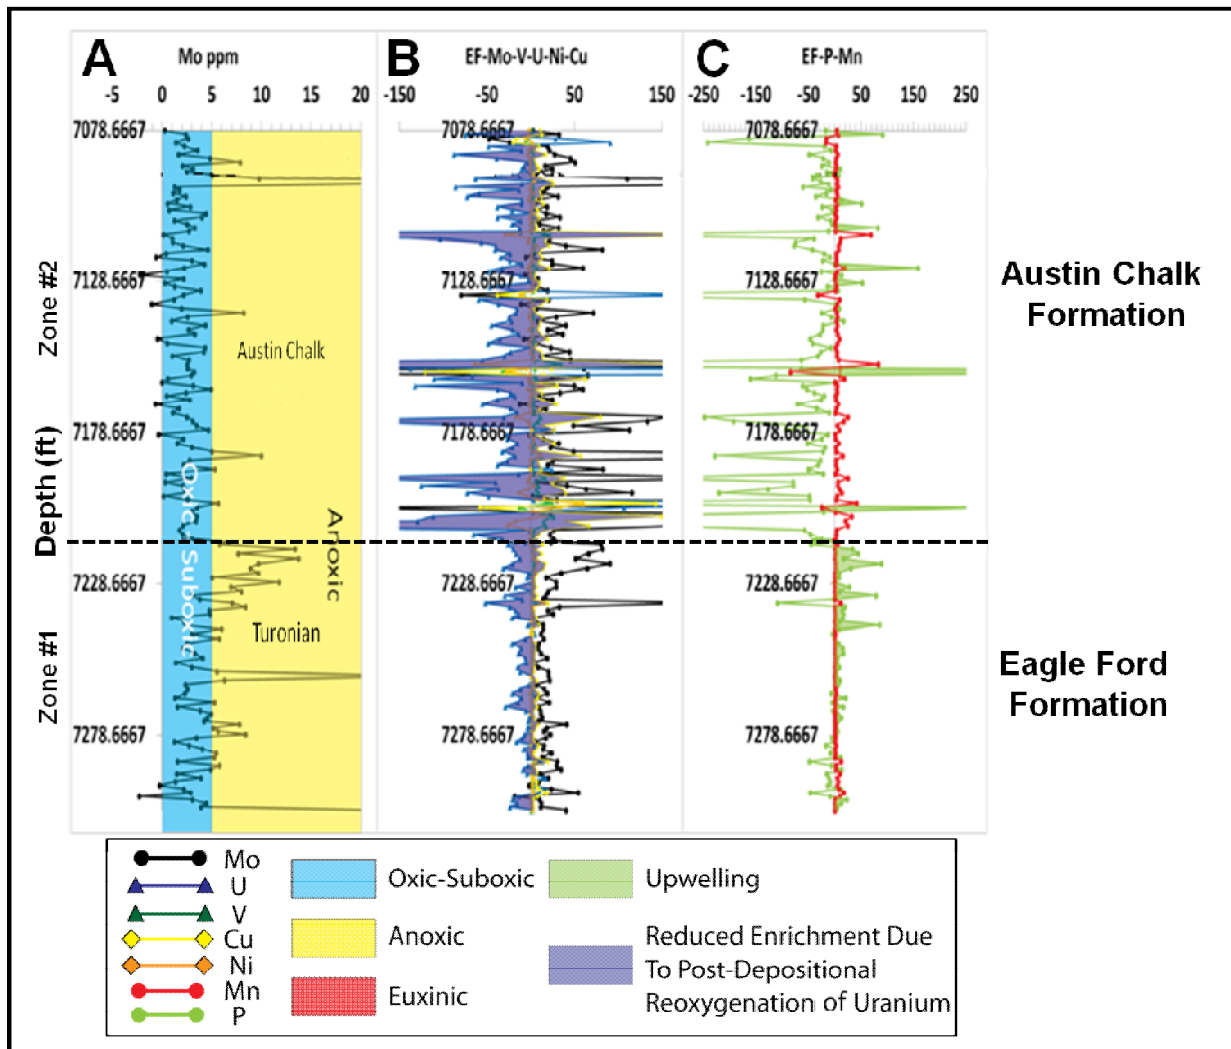 A
Mo ppm
-5 0 5 10 15 20
7078.6667
7128.6667
7178.6667
7228.6667
7278.6667
Austin Chalk
Oxic - Suboxic
Anoxic
Turonian
B
EF-Mo-V-U-Ni-Cu
-150 -50 50 150
7078.6667
7128.6667
7178.6667
7228.6667
7278.6667
C
EF-P-Mn
-250 -150 -50 50 150 250
7078.6667
7128.6667
7178.6667
7228.6667
7278.6667
Zone #2
Depth (ft)
Zone #1
Austin Chalk
Formation
Eagle Ford
Formation
Mo
U
V
Cu
Ni
Mn
P
Oxic-Suboxic
Anoxic
Euxinic
Upwelling
Reduced Enrichment Due
To Post-Depositional
Reoxygenation of Uranium